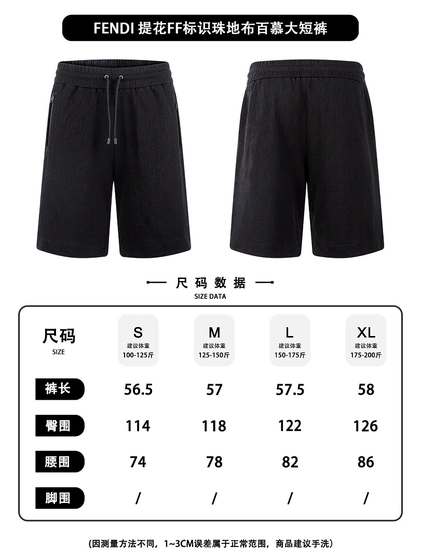 FENDI 提花FF标识珠地布百慕大短裤
尺码数据
SIZE DATA
尺码 S M L XL
SIZE 建议体重 建议体重 建议体重 建议体重
100-125斤 125-150斤 150-175斤 175-200斤
裤长 56.5 57 57.5 58
臀围 114 118 122 126
腰围 74 78 82 86
脚围 / / / /
(因测量方法不同，1~3CM误差属于正常范围，商品建议手洗)